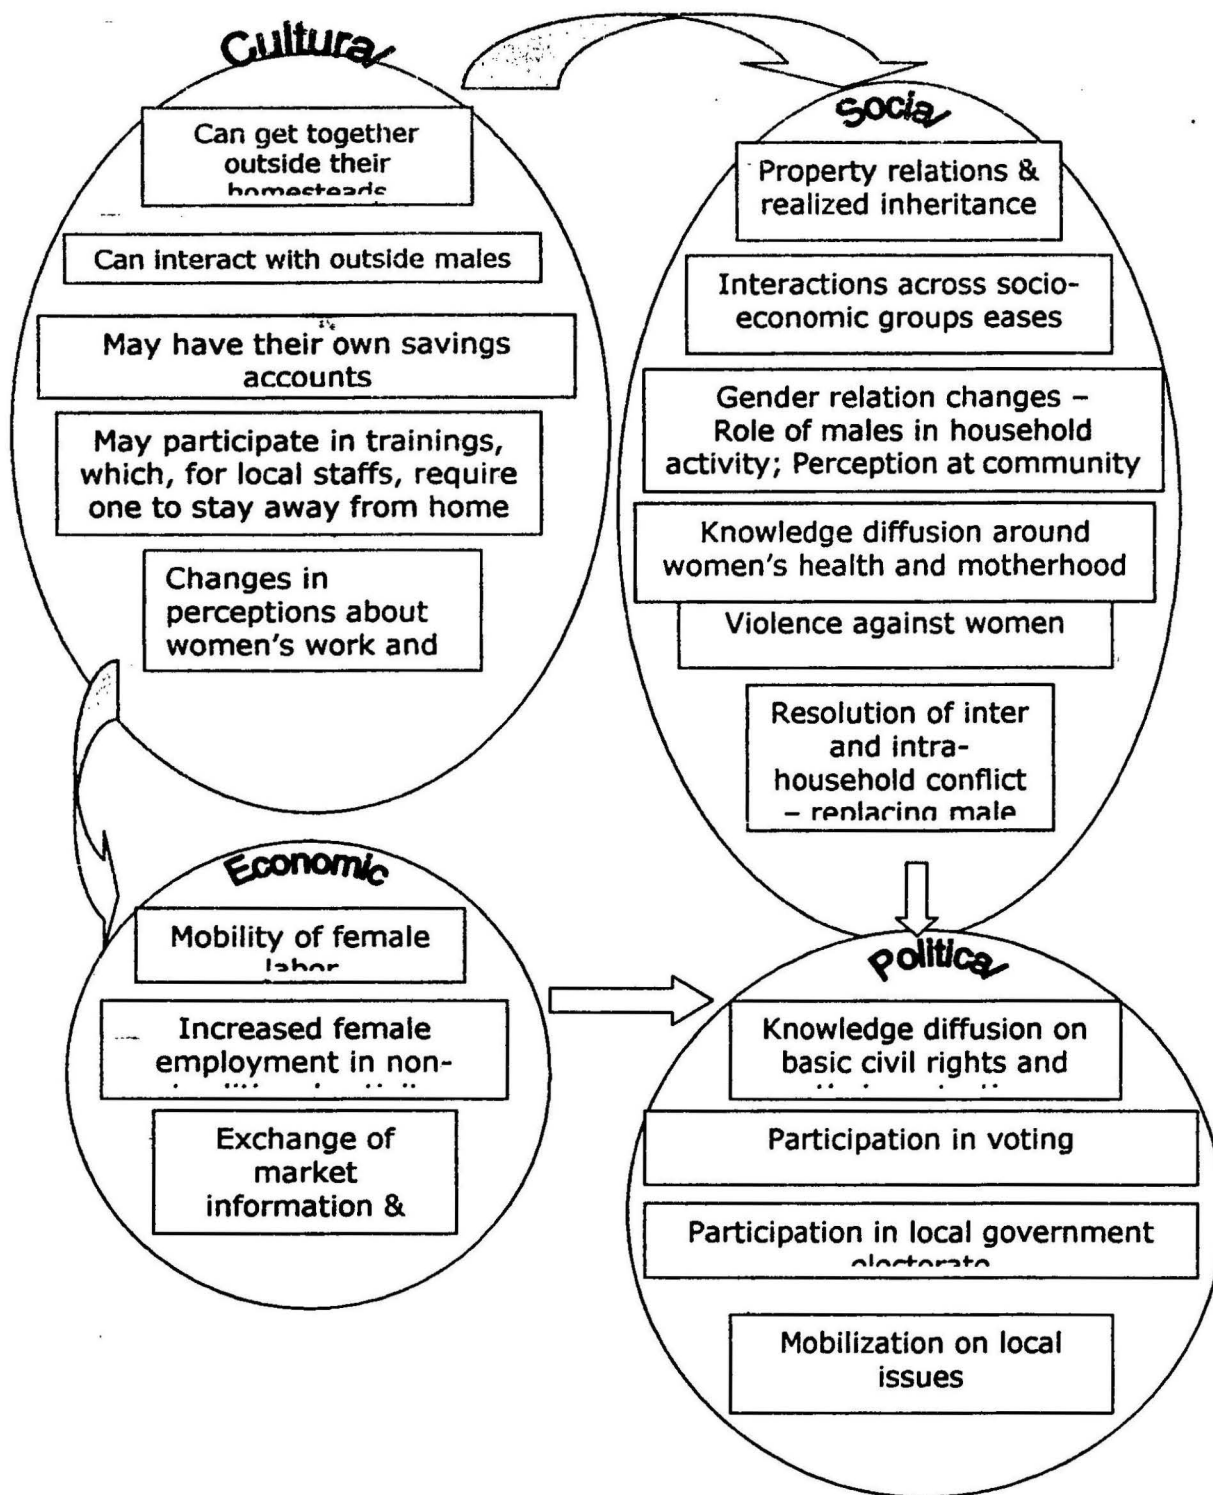 Cultural
Can get together
outside their
homesteads
Can interact with outside males
May have their own savings
accounts
May participate in trainings,
which, for local staffs, require
one to stay away from home
Changes in
perceptions about
women's work and
Social
Property relations &
realized inheritance
Interactions across socio-
economic groups eases
Gender relation changes –
Role of males in household
activity; Perception at community
Knowledge diffusion around
women's health and motherhood
Violence against women
Resolution of inter
and intra-
household conflict
– replacing male
Economic
Mobility of female
labor
Increased female
employment in non-
Exchange of
market
information &
Political
Knowledge diffusion on
basic civil rights and
Participation in voting
Participation in local government
electorate
Mobilization on local
issues